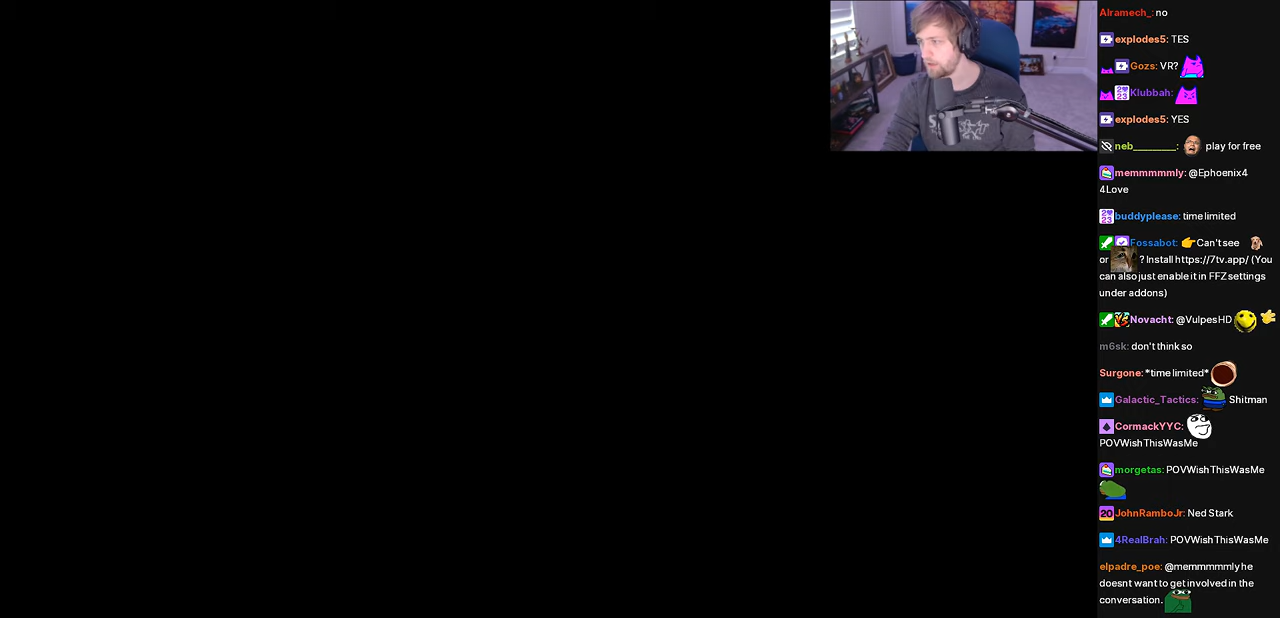 Alramech_: no
explodes5: TES
Gozs: VR?
Klubbah:
explodes5: YES
neb_________: play for free
memmmmmly: @Ephoenix4
4Love
buddyplease: time limited
Fossabot: Can't see
or ? Install https://7tv.app/ (You
can also just enable it in FFZ settings
under addons)
Novacht: @VulpesHD
m6sk: don't think so
Surgone: *time limited*
Galactic_Tactics: Shitman
CormackYYC:
POVWishThisWasMe
morgetas: POVWishThisWasMe
20 JohnRamboJr: Ned Stark
4RealBrah: POVWishThisWasMe
elpadre_poe: @memmmmmly he
doesnt want to get involved in the
conversation.